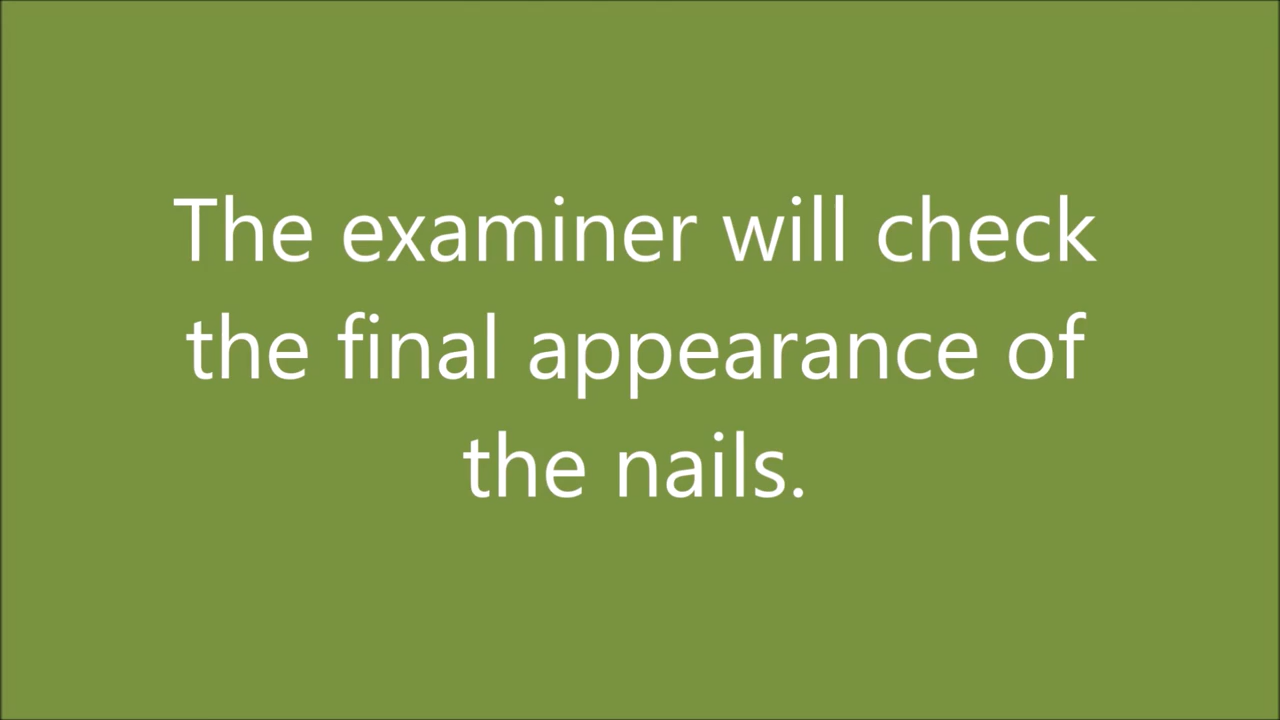 The examiner will check
the final appearance of
the nails.